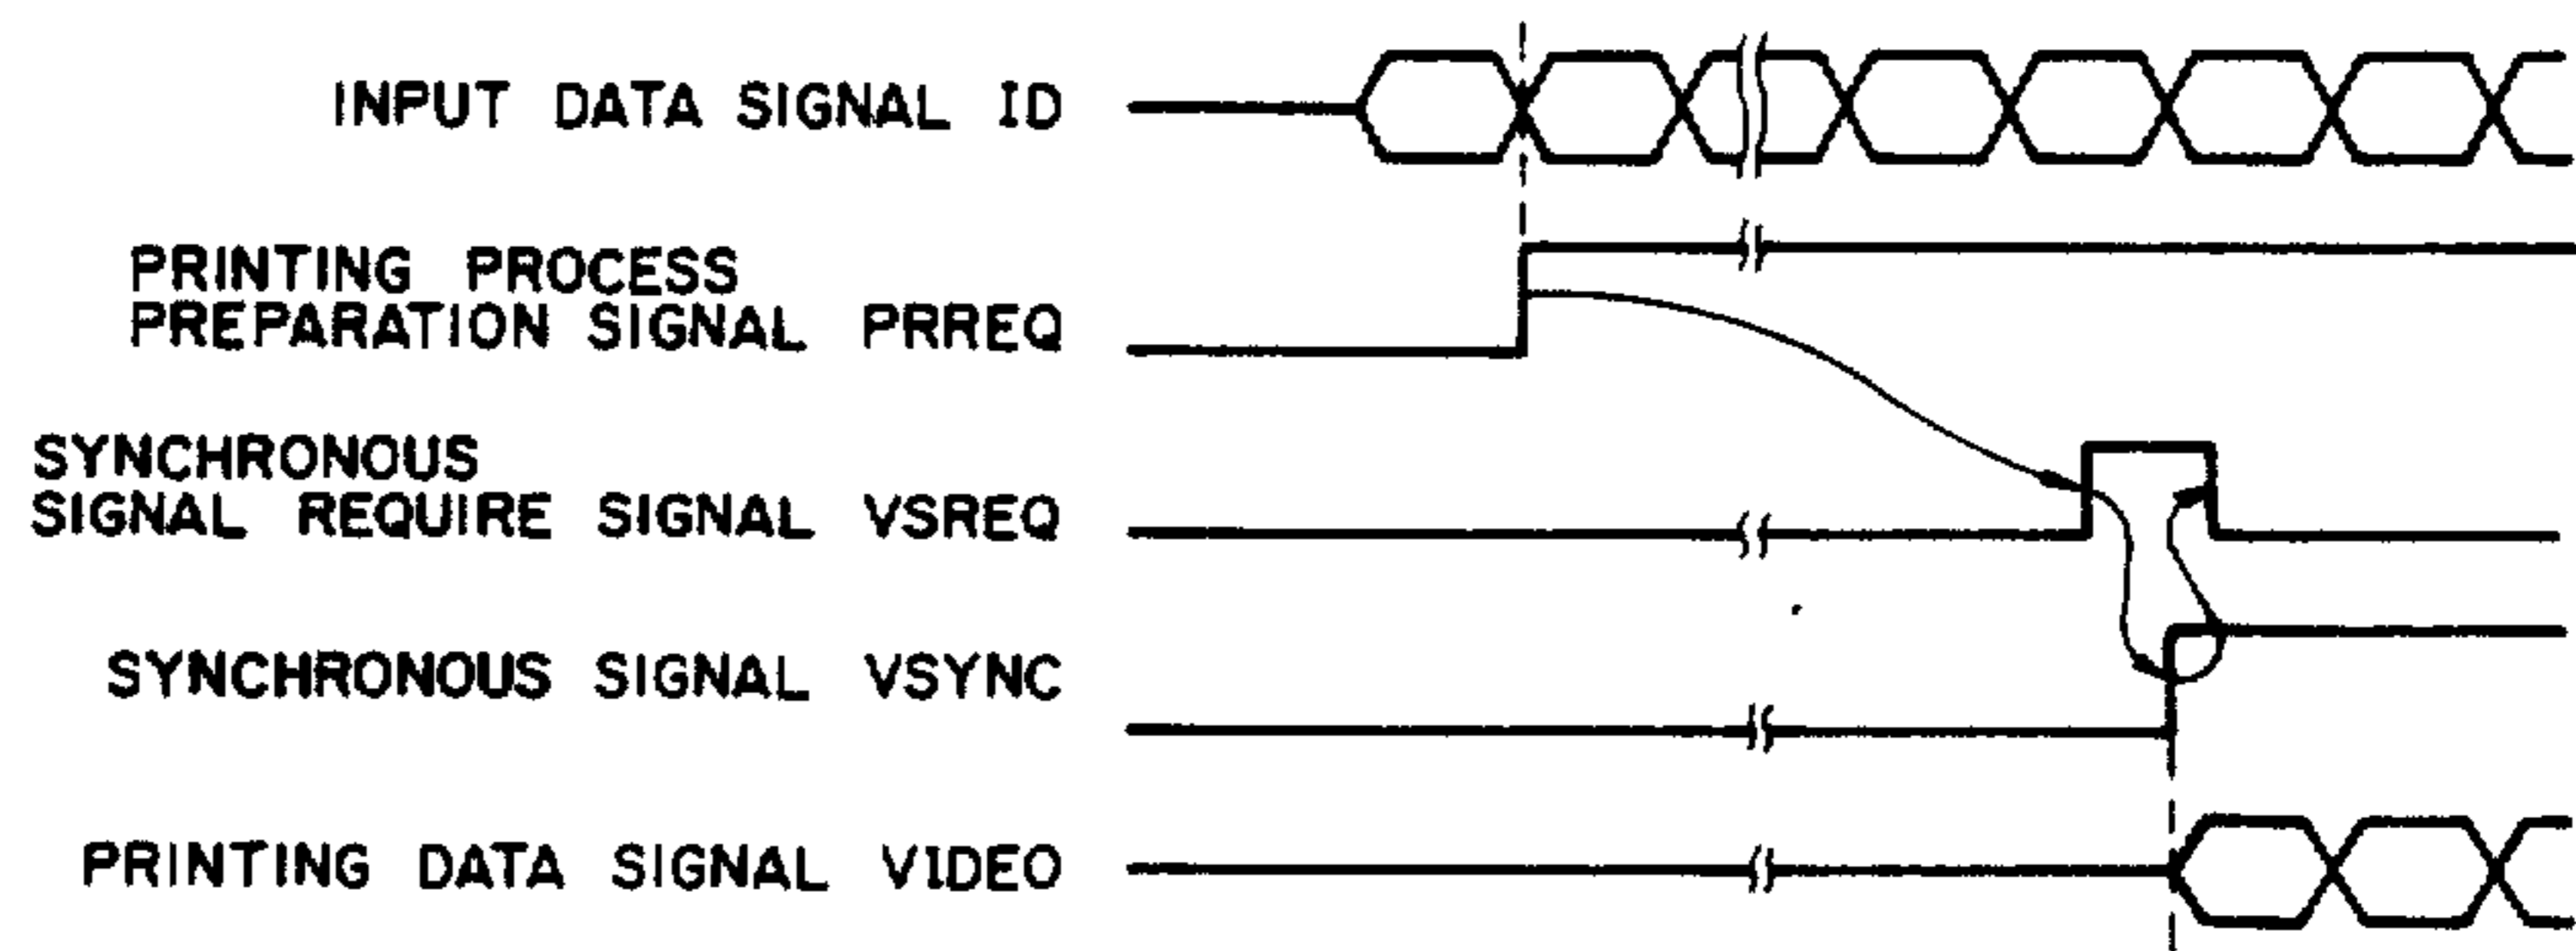 INPUT DATA SIGNAL ID
PRINTING PROCESS
PREPARATION SIGNAL PRREQ
SYNCHRONOUS
SIGNAL REQUIRE SIGNAL VSREQ
SYNCHRONOUS SIGNAL VSYNC
PRINTING DATA SIGNAL VIDEO